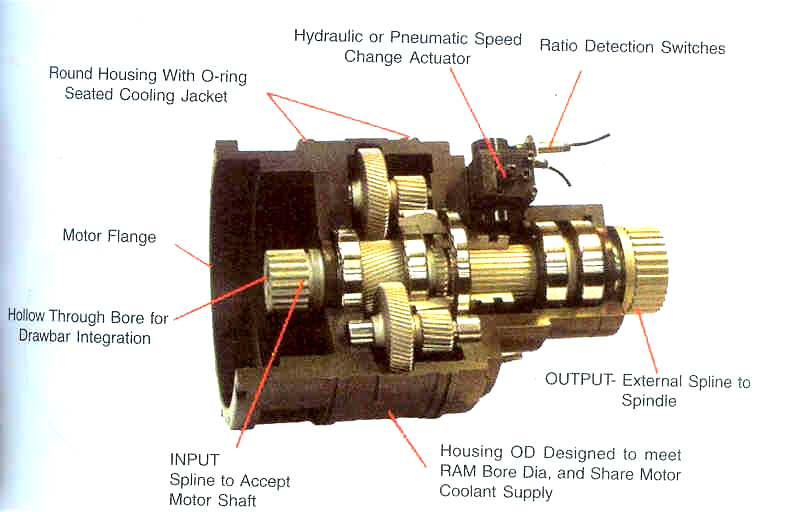 Hydraulic or Pneumatic Speed
Change Actuator
Ratio Detection Switches
Round Housing With O-ring
Seated Cooling Jacket
Motor Flange
Hollow Through Bore for
Drawbar Integration
OUTPUT- External Spline to
Spindle
INPUT
Spline to Accept
Motor Shaft
Housing OD Designed to meet
RAM Bore Dia, and Share Motor
Coolant Supply